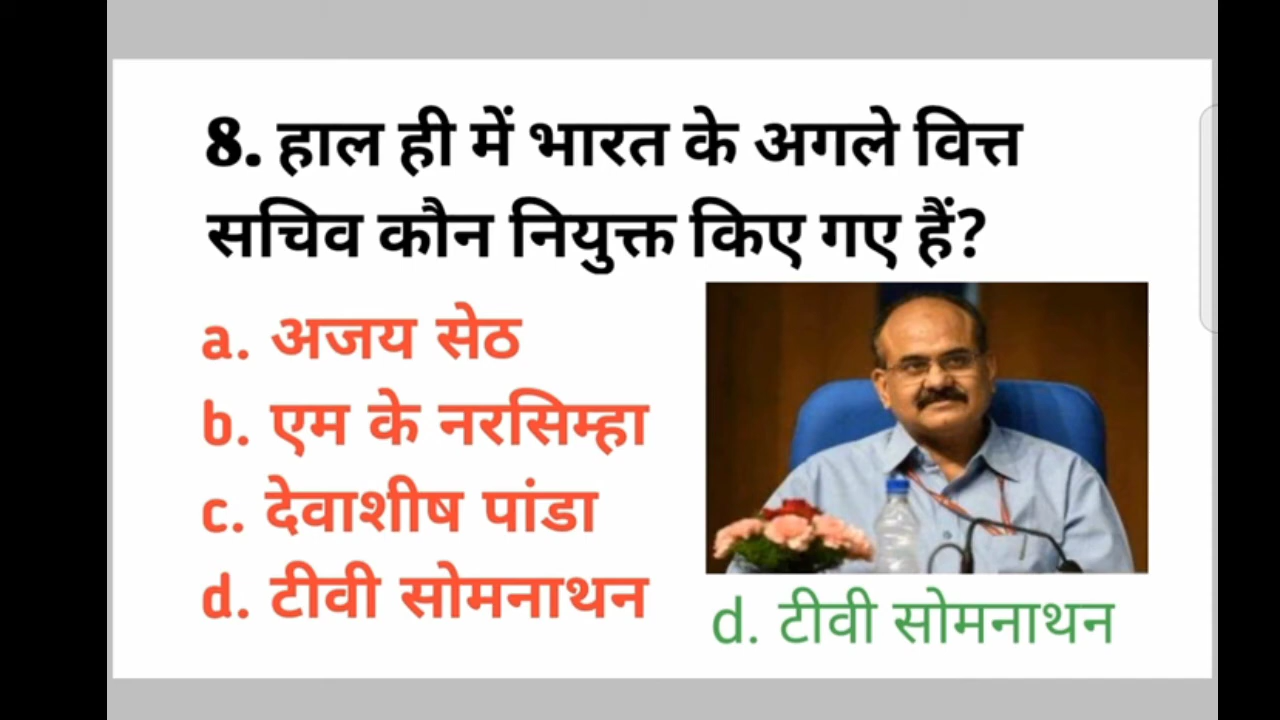 8. हाल ही में भारत के अगले वित्त
सचिव कौन नियुक्त किए गए हैं?
a. अजय सेठ
b. एम के नरसिम्हा
c. देवाशीष पांडा
d. टीवी सोमनाथन
d. टीवी सोमनाथन